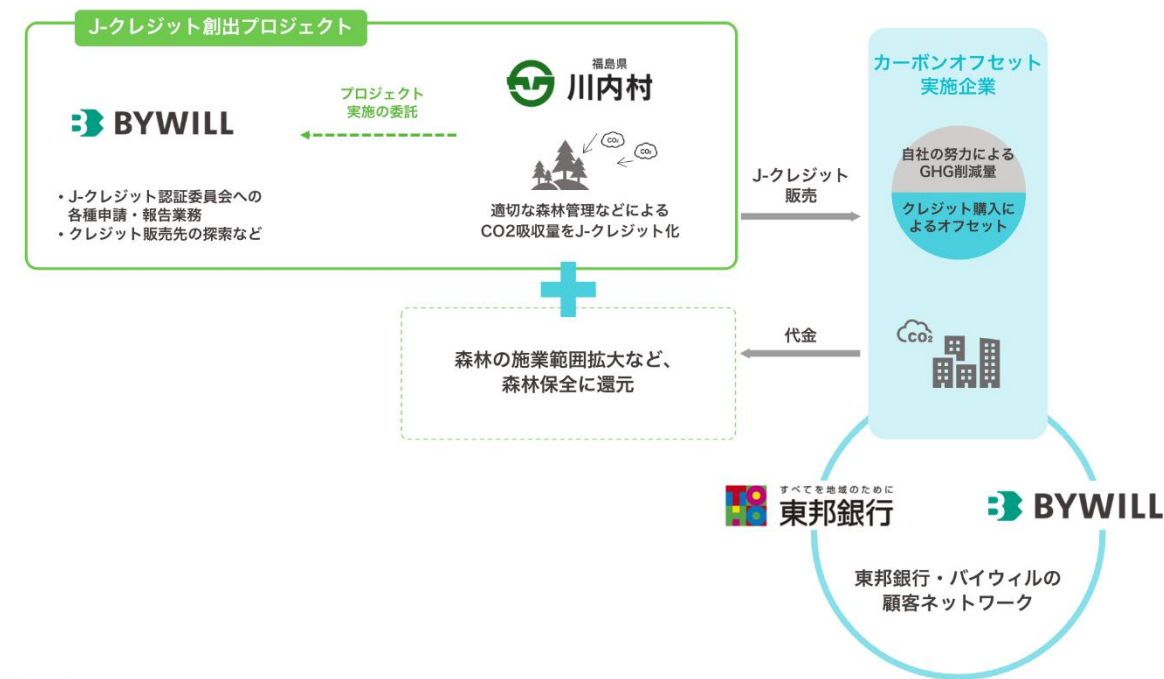 J-クレジット創出プロジェクト
BYWILL
・J-クレジット認証委員会への
各種申請・報告業務
・クレジット販売先の探索など
プロジェクト
実施の委託
福島県
川内村
CO₂
CO₂
適切な森林管理などによる
CO2吸収量をJ-クレジット化
J-クレジット
販売
カーボンオフセット
実施企業
自社の努力による
GHG削減量
クレジット購入に
よるオフセット
森林の施業範囲拡大など、
森林保全に還元
代金
CO₂
TOHO
すべてを地域のために
東邦銀行
BYWILL
東邦銀行・バイウィルの
顧客ネットワーク